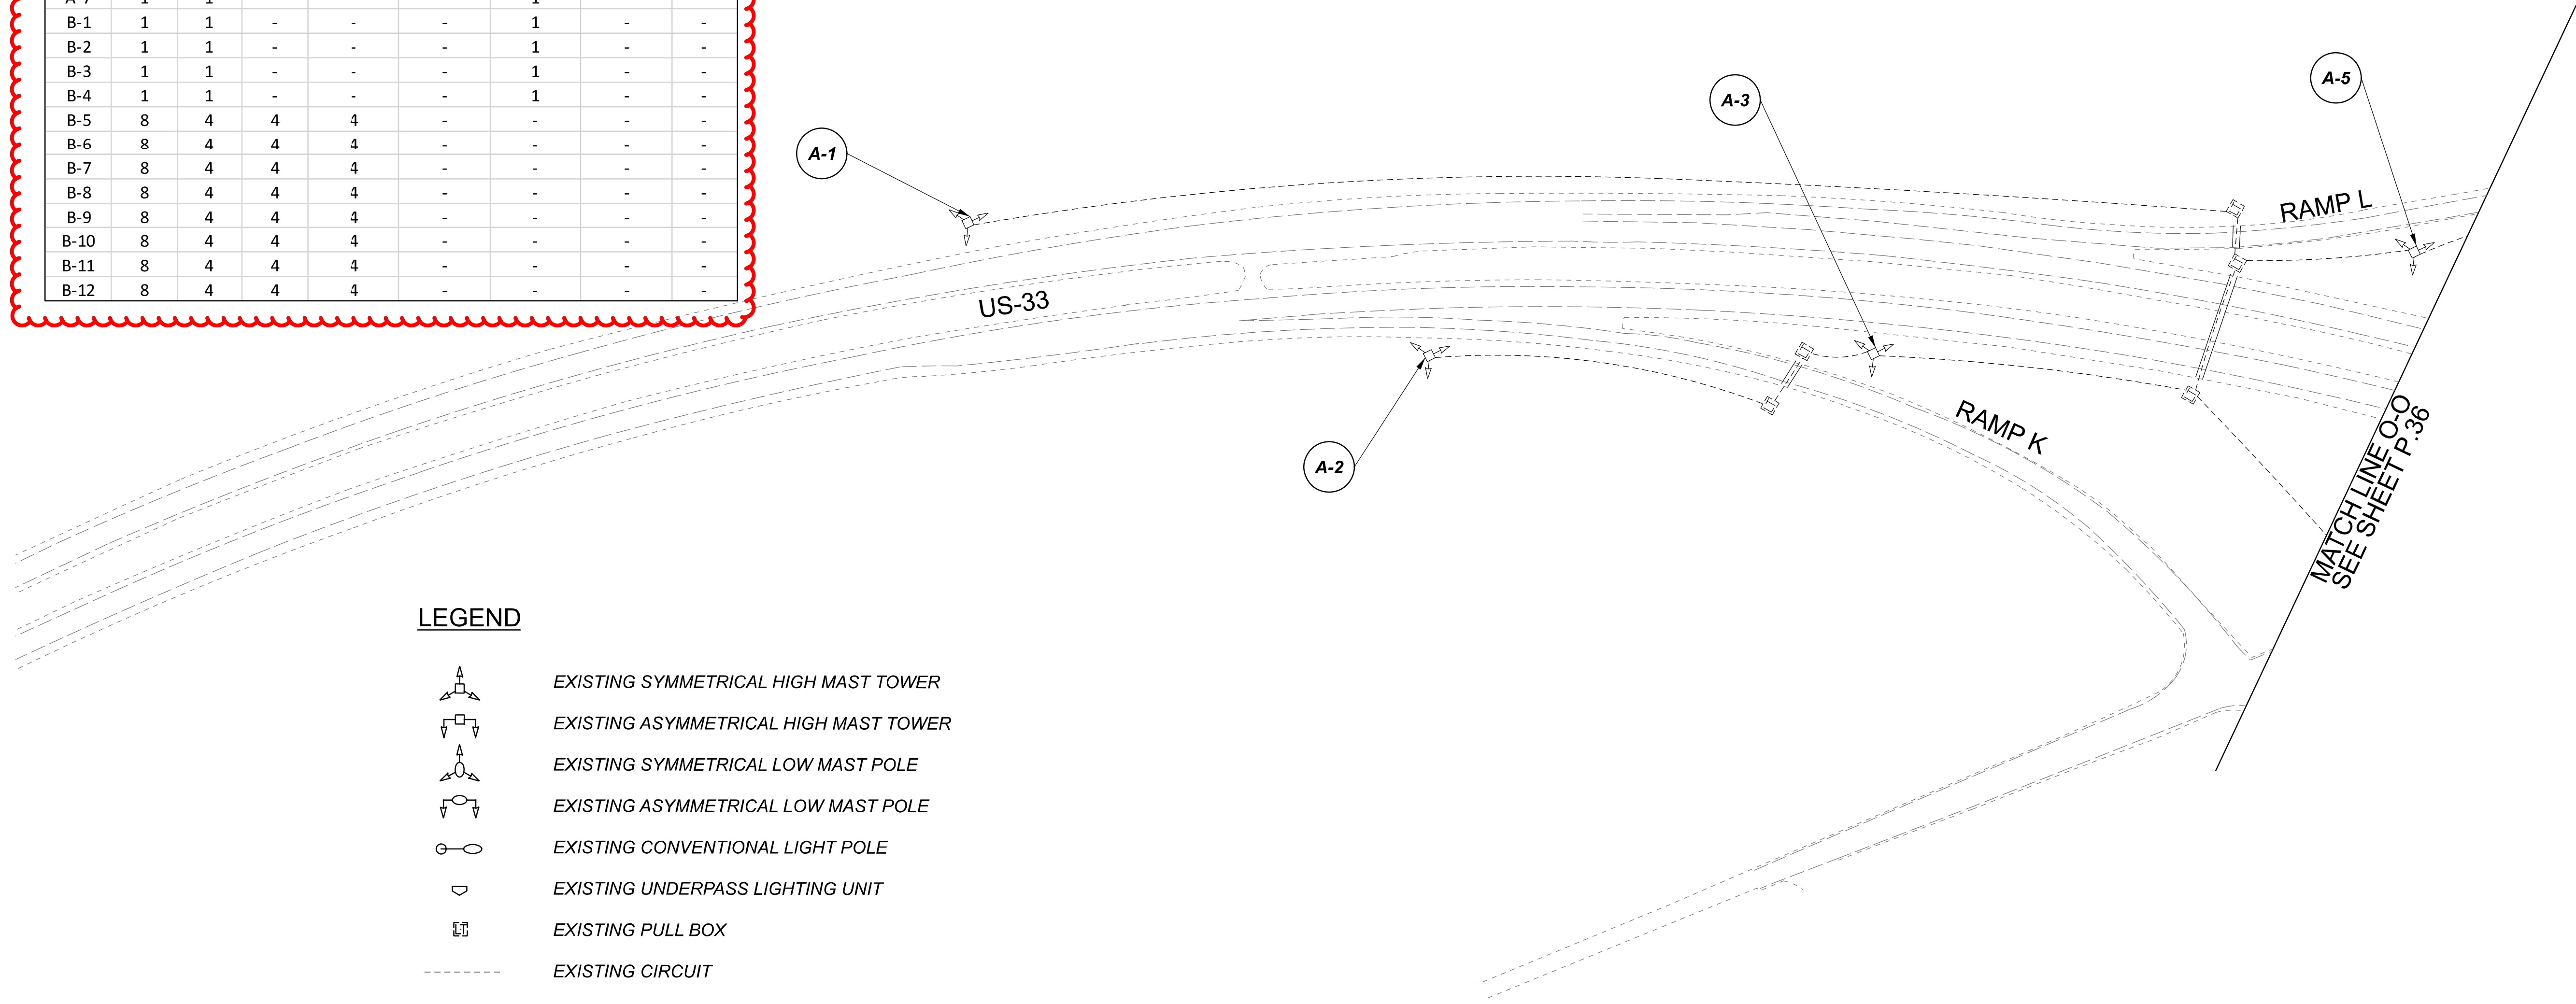 A-7 1 1 - - - 1 - -
B-1 1 1 - - - 1 - -
B-2 1 1 - - - 1 - -
B-3 1 1 - - - 1 - -
B-4 1 1 - - - 1 - -
B-5 8 4 4 4 - - - -
B-6 8 4 4 4 - - - -
B-7 8 4 4 4 - - - -
B-8 8 4 4 4 - - - -
B-9 8 4 4 4 - - - -
B-10 8 4 4 4 - - - -
B-11 8 4 4 4 - - - -
B-12 8 4 4 4 - - - -
A-1
A-3
A-5
RAMP L
US-33
A-2
RAMP K
MATCH LINE O-O
SEE SHEET P.36
LEGEND
EXISTING SYMMETRICAL HIGH MAST TOWER
EXISTING ASYMMETRICAL HIGH MAST TOWER
EXISTING SYMMETRICAL LOW MAST POLE
EXISTING ASYMMETRICAL LOW MAST POLE
EXISTING CONVENTIONAL LIGHT POLE
EXISTING UNDERPASS LIGHTING UNIT
EXISTING PULL BOX
EXISTING CIRCUIT